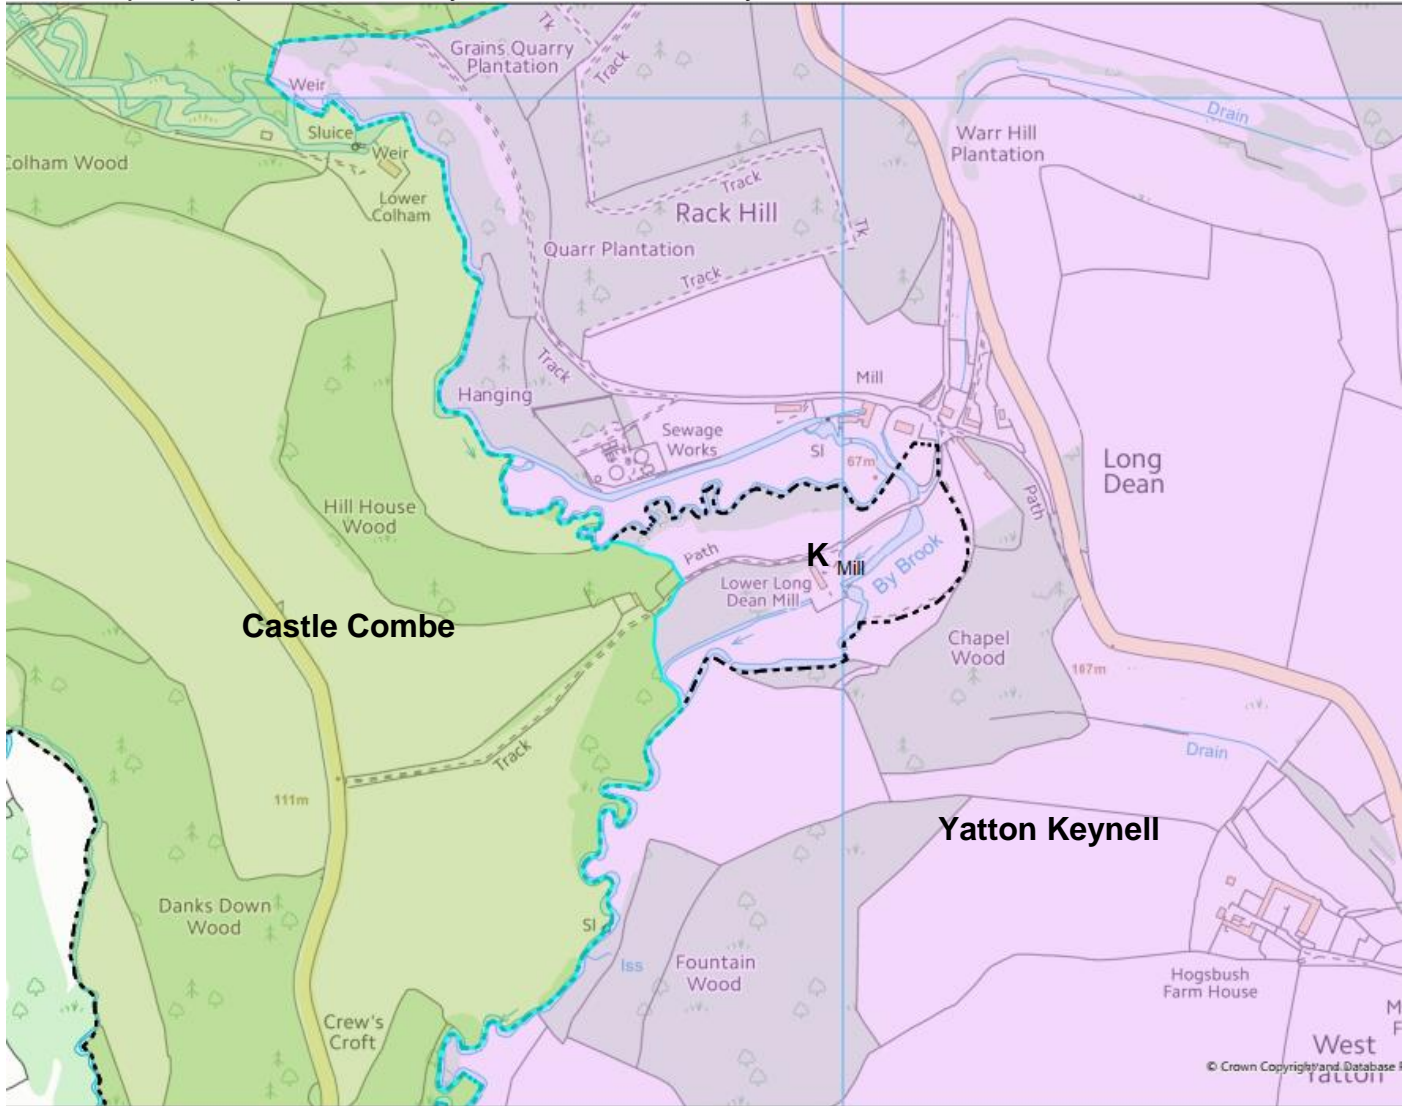 Drain
Tk
Grains Quarry
Plantation
Track
Weir
Drain
Sluice
Weir
Warr Hill
Plantation
Colham Wood
Track
Lower
Colham
Rack Hill
Tk
Quarr Plantation
Track
Track
Mill
Hanging
Sewage
Works
Sl
67m
Long
Dean
Path
Hill House
Wood
Path
K
Mill
By Brook
Lower Long
Dean Mill
Castle Combe
Chapel
Wood
107m
Track
Drain
111m
Yatton Keynell
Danks Down
Wood
Sl
Iss
Fountain
Wood
Hogsbush
Farm House
Crew's
Croft
West
Yatton
© Crown Copyright and Database